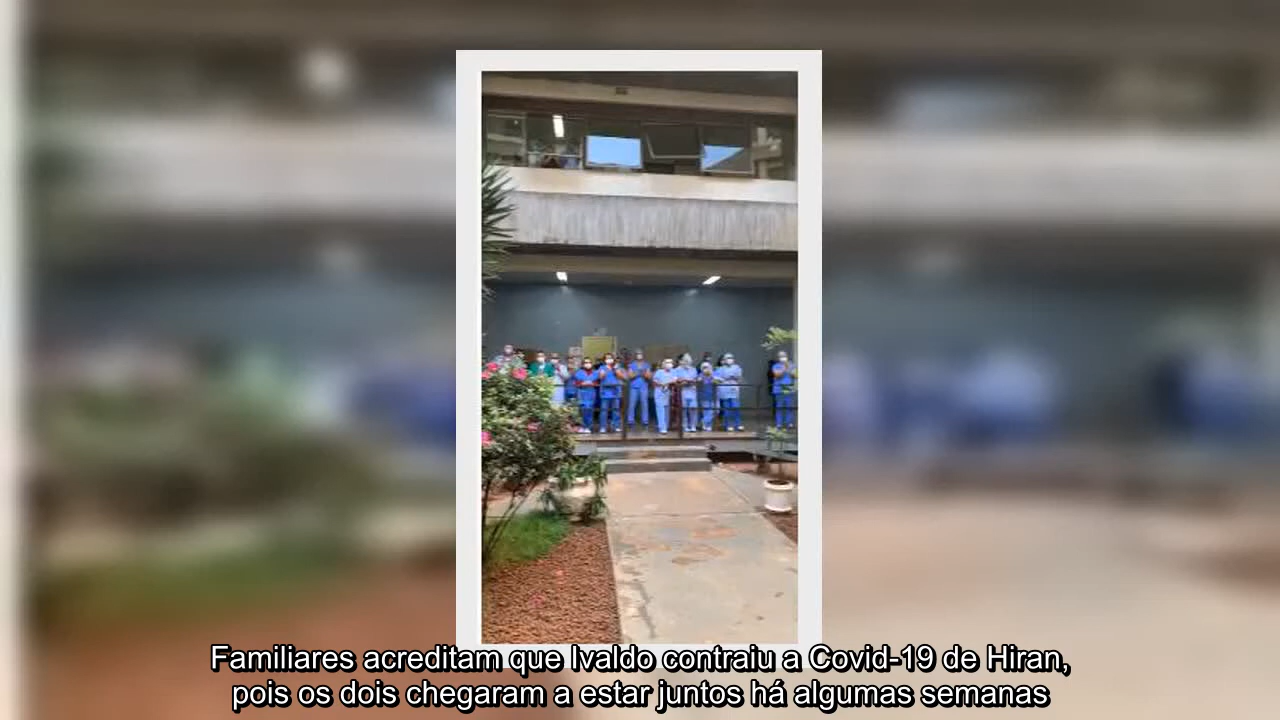 Familiares acreditam que Ivaldo contraiu a Covid-19 de Hiran,
pois os dois chegaram a estar juntos há algumas semanas